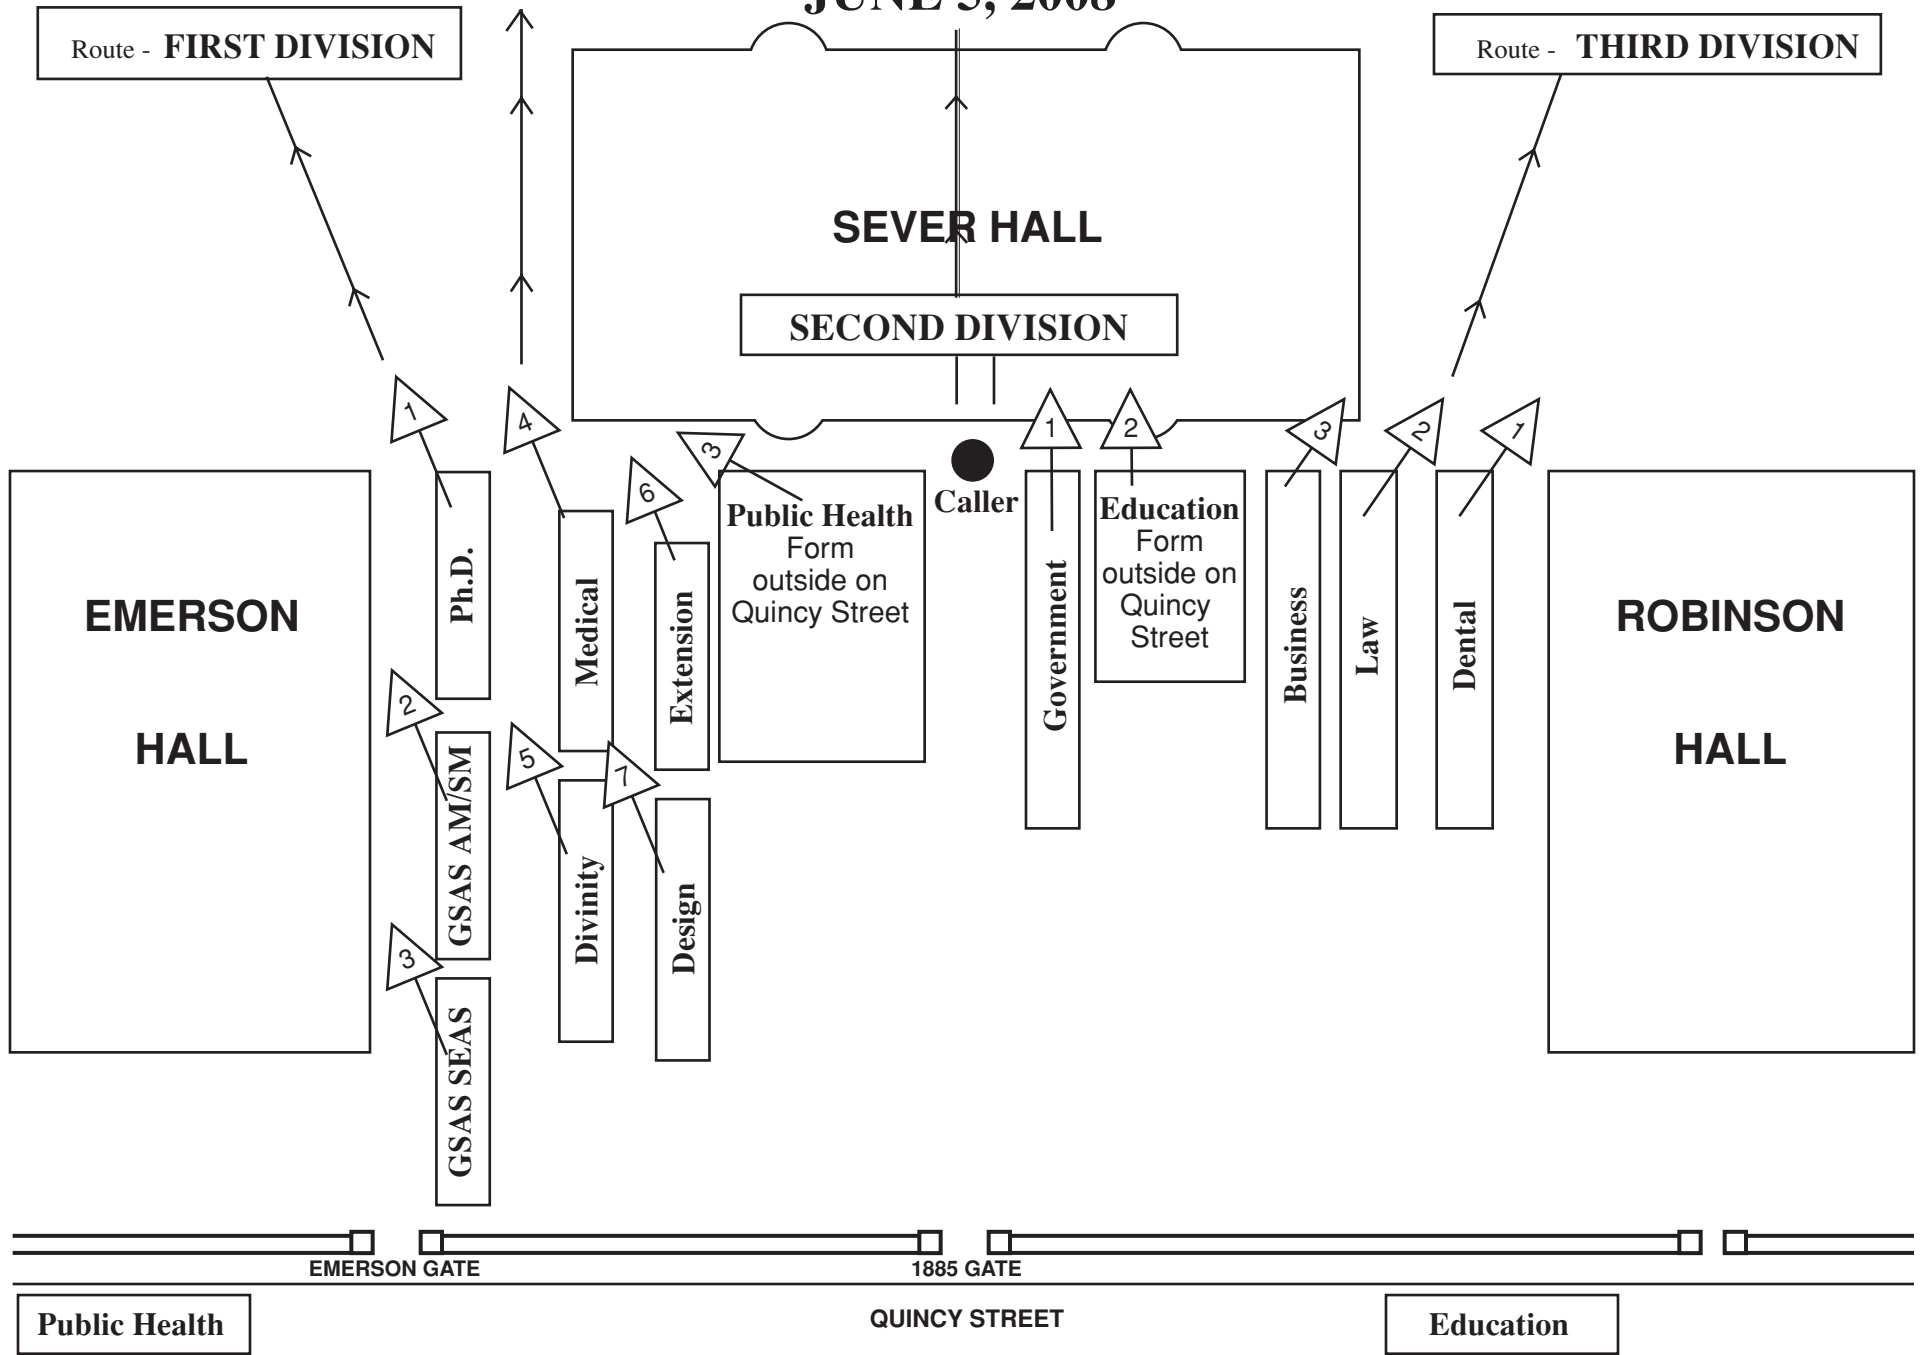 JUNE 5, 2008
Route - FIRST DIVISION
Route - THIRD DIVISION
SEVER HALL
SECOND DIVISION
1
4
3
6
1
2
3
2
1
Caller
Public Health
Form
outside on
Quincy Street
Education
Form
outside on
Quincy
Street
EMERSON
HALL
Ph.D.
Medical
Extension
Government
Business
Law
Dental
ROBINSON
HALL
2
5
7
GSAS AM/SM
Divinity
Design
3
GSAS SEAS
EMERSON GATE
1885 GATE
Public Health
QUINCY STREET
Education